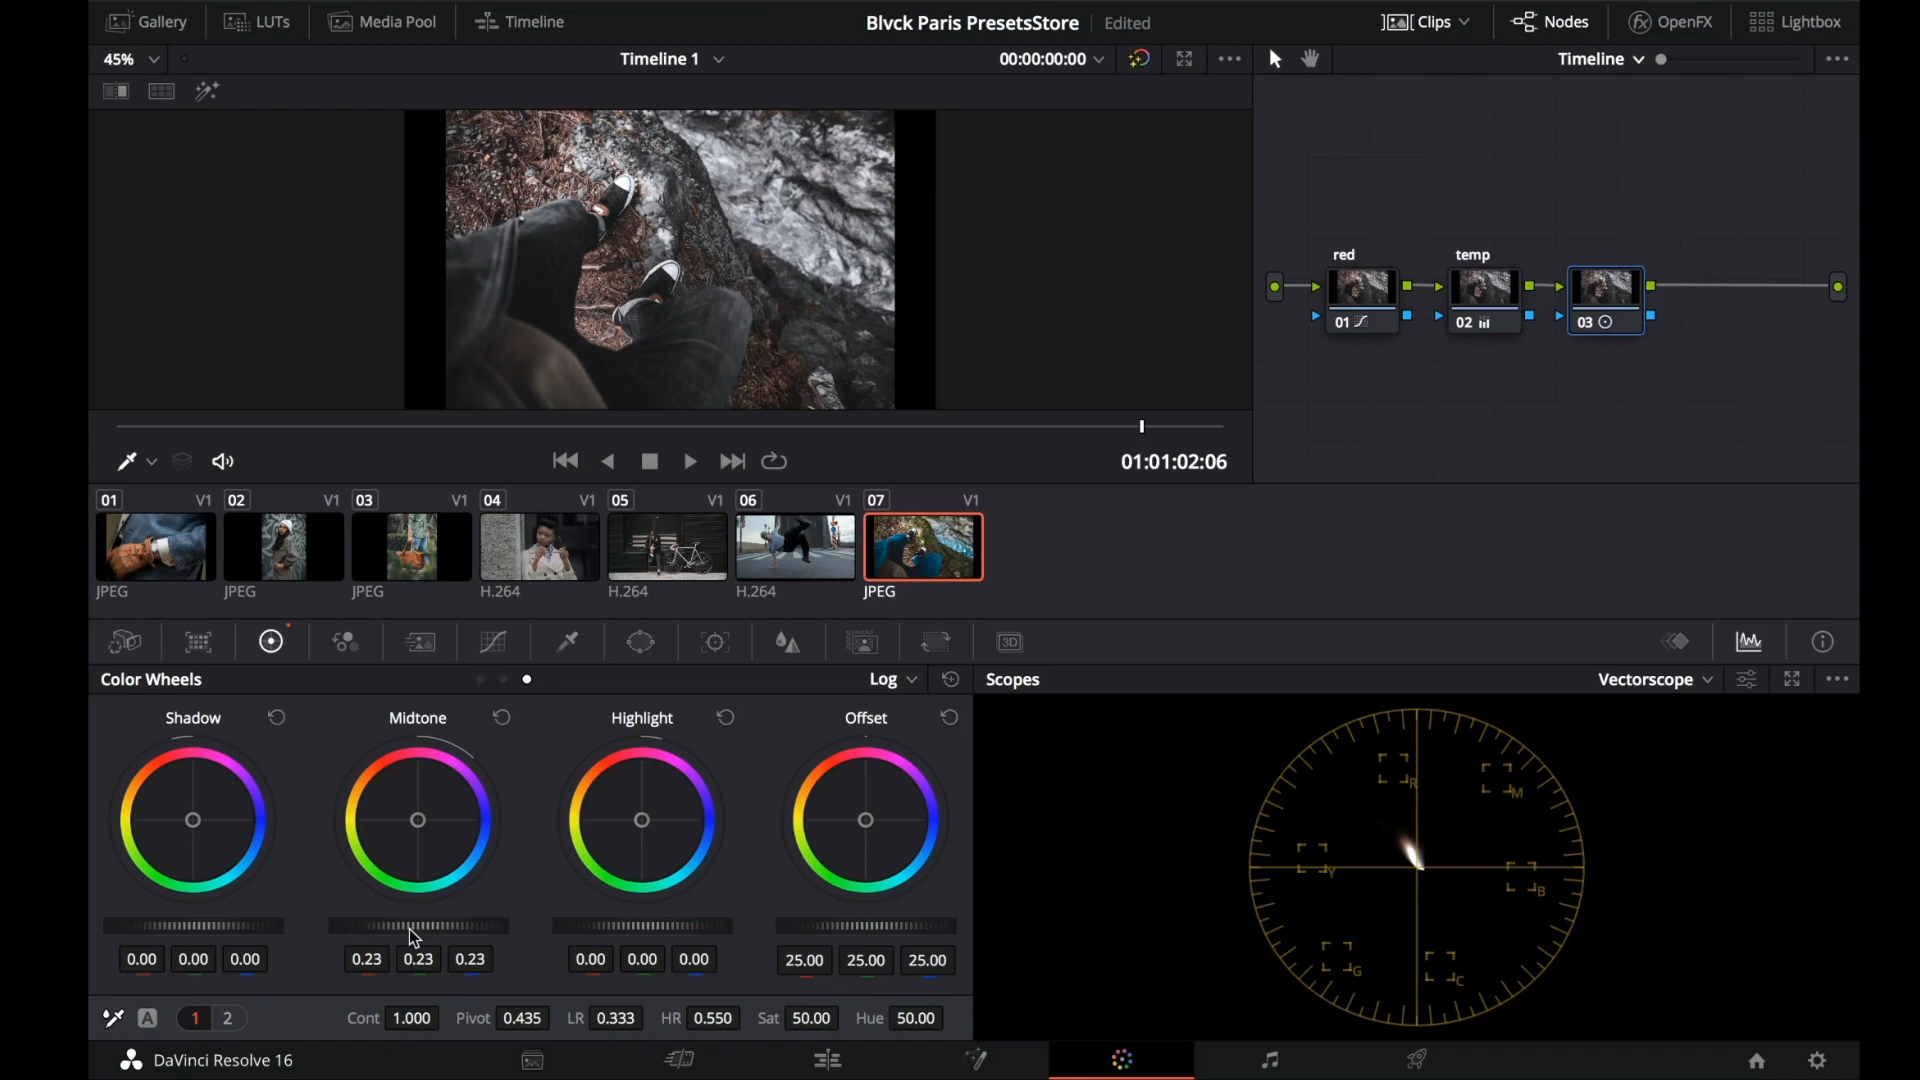 Gallery LUTs Media Pool Timeline Blvck Paris PresetsStore Edited Clips Nodes OpenFX Lightbox
45% Timeline 1 00:00:00:00 Timeline
red temp
01 02 03
01:01:02:06
01 V1 02 V1 03 V1 04 V1 05 V1 06 V1 07 V1
JPEG JPEG JPEG H.264 H.264 H.264 JPEG
3D
Color Wheels Log Scopes Vectorscope
Shadow Midtone Highlight Offset
R M
Y B
G C
0.00 0.00 0.00 0.23 0.23 0.23 0.00 0.00 0.00 25.00 25.00 25.00
A 1 2 Cont 1.000 Pivot 0.435 LR 0.333 HR 0.550 Sat 50.00 Hue 50.00
DaVinci Resolve 16